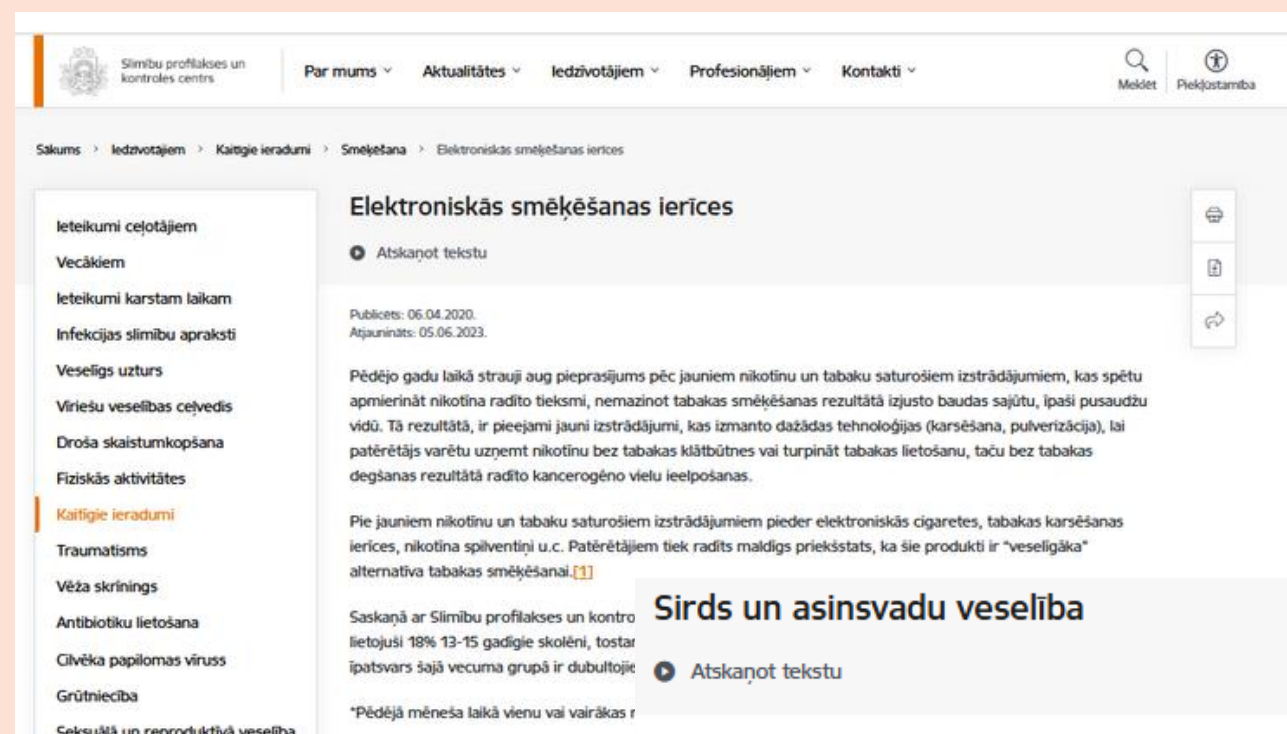 Slimību profilakses un
kontroles centrs
Par mums
Aktualitātes
Iedzīvotājiem
Profesionāļiem
Kontakti
Meklēt
Piekļūstamība
Sākums > Iedzīvotājiem > Kaitīgie ieradumi > Smēķēšana > Elektroniskās smēķēšanas ierīces
Ieteikumi ceļotājiem
Vecākiem
Ieteikumi karstam laikam
Infekcijas slimību apraksti
Veselīgs uzturs
Vīriešu veselības ceļvedis
Droša skaistumkopšana
Fiziskās aktivitātes
Kaitīgie ieradumi
Traumatisms
Vēža skrīnings
Antibiotiku lietošana
Cilvēka papilomas vīruss
Grūtniecība
Seksuālā un reproduktīvā veselība
Elektroniskās smēķēšanas ierīces
Atskaņot tekstu
Publicēts: 06.04.2020.
Atjaunināts: 05.06.2023.
Pēdējo gadu laikā strauji aug pieprasījums pēc jauniem nikotīnu un tabaku saturošiem izstrādājumiem, kas spētu
apmierināt nikotīna radīto tieksmi, nemazinot tabakas smēķēšanas rezultātā izjusto baudas sajūtu, īpaši pusaudžu
vidū. Tā rezultātā, ir pieejami jauni izstrādājumi, kas izmanto dažādas tehnoloģijas (karsēšana, pulverizācija), lai
patērētājs varētu uzņemt nikotīnu bez tabakas klātbūtnes vai turpināt tabakas lietošanu, taču bez tabakas
degšanas rezultātā radīto kancerogēno vielu ieelpošanas.
Pie jauniem nikotīnu un tabaku saturošiem izstrādājumiem pieder elektroniskās cigaretes, tabakas karsēšanas
ierīces, nikotīna spilventiņi u.c. Patērētājiem tiek radīts maldīgs priekšstats, ka šie produkti ir "veselīgāka"
alternatīva tabakas smēķēšanai.[1]
Saskaņā ar Slimību profilakses un kontro
lietojuši 18% 13-15 gadīgie skolēni, tostar
īpatsvars šajā vecuma grupā ir dubultojie
*Pēdējā mēneša laikā vienu vai vairākas
Sirds un asinsvadu veselība
Atskaņot tekstu